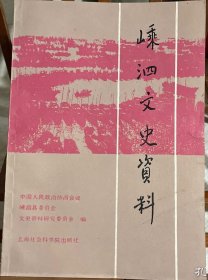 嵊泗文史資料
中国人民政治协商会议
嵊泗县委员会
文史资料研究委员会 编
上海社会科学院出版社
孔